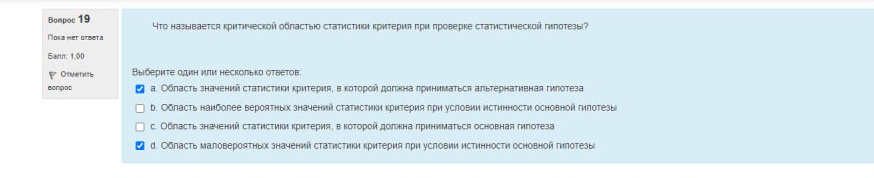 Вопрос 19
Пока нет ответа
Балл: 1,00
Отметить
вопрос
Что называется критической областью статистики критерия при проверке статистической гипотезы?
Выберите один или несколько ответов:
a. Область значений статистики критерия, в которой должна приниматься альтернативная гипотеза
b. Область наиболее вероятных значений статистики критерия при условии истинности основной гипотезы
c. Область значений статистики критерия, в которой должна приниматься основная гипотеза
d. Область маловероятных значений статистики критерия при условии истинности основной гипотезы